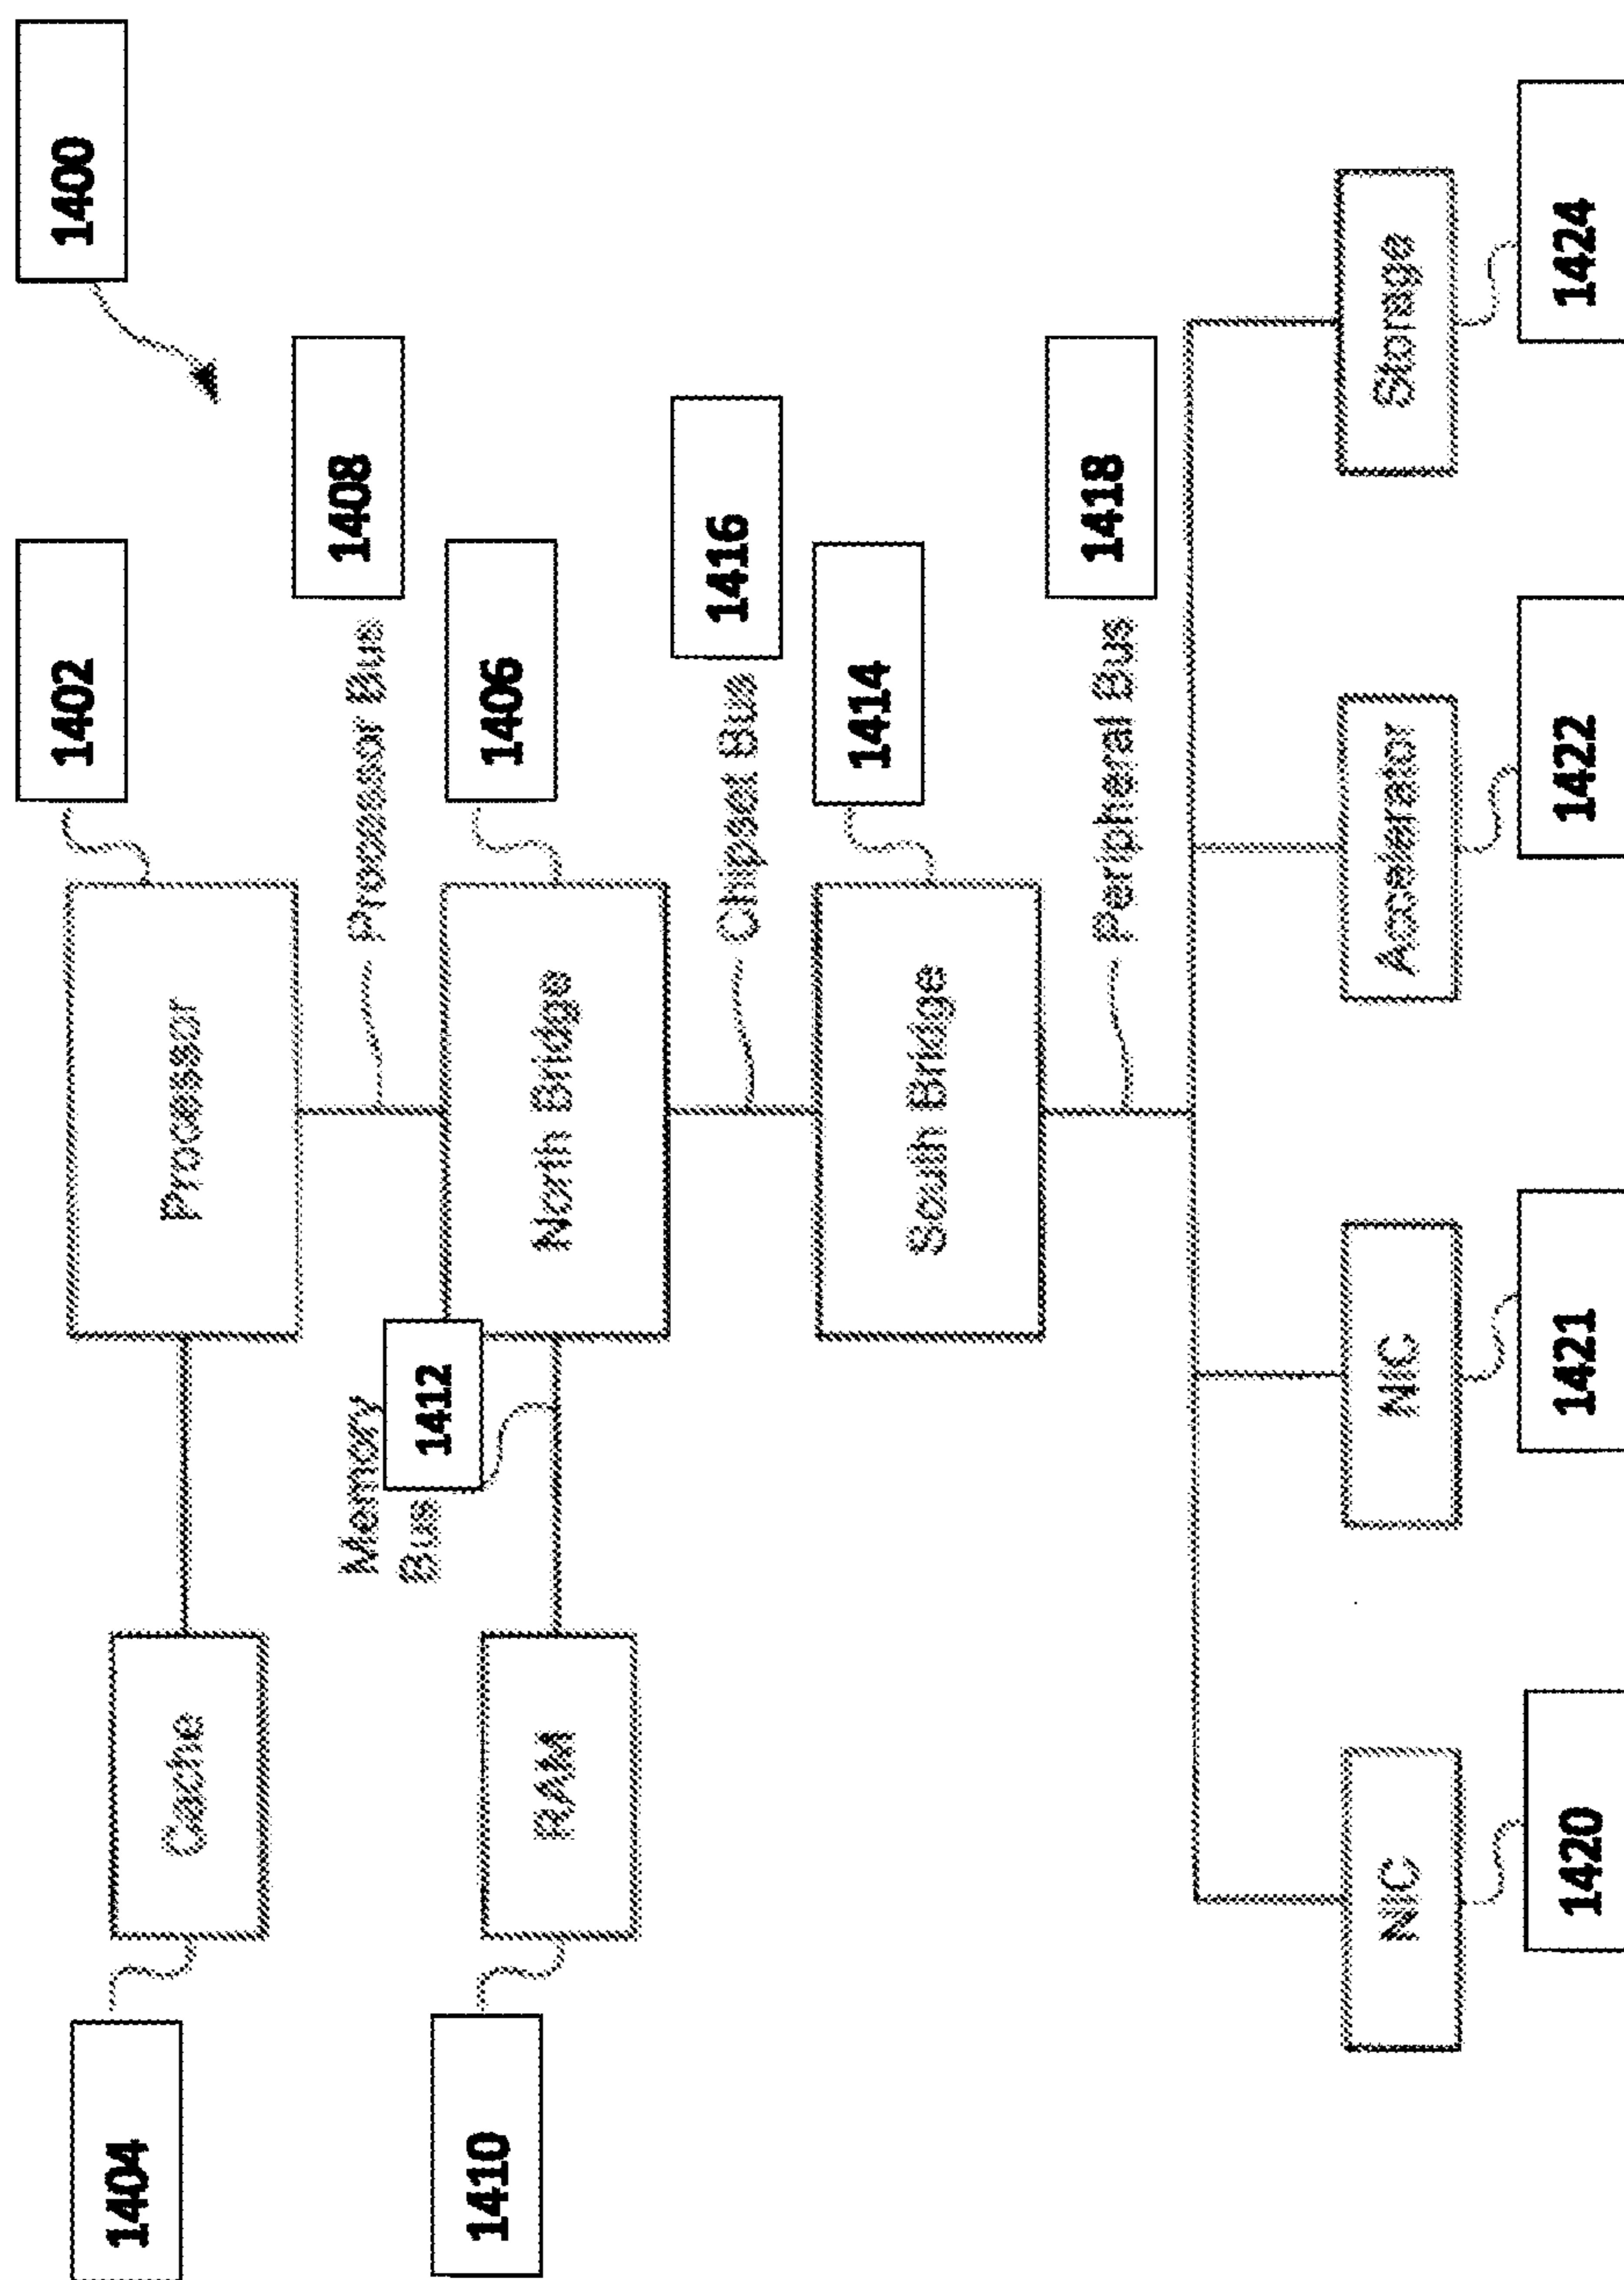 1400
1402
Processor
Cache
1404
1408
Processor Bus
1406
North Bridge
Memory
Bus
1412
RAM
1410
1416
Chipset Bus
1414
South Bridge
1418
Peripheral Bus
NIC
1420
NIC
1421
Accelerator
1422
Storage
1424